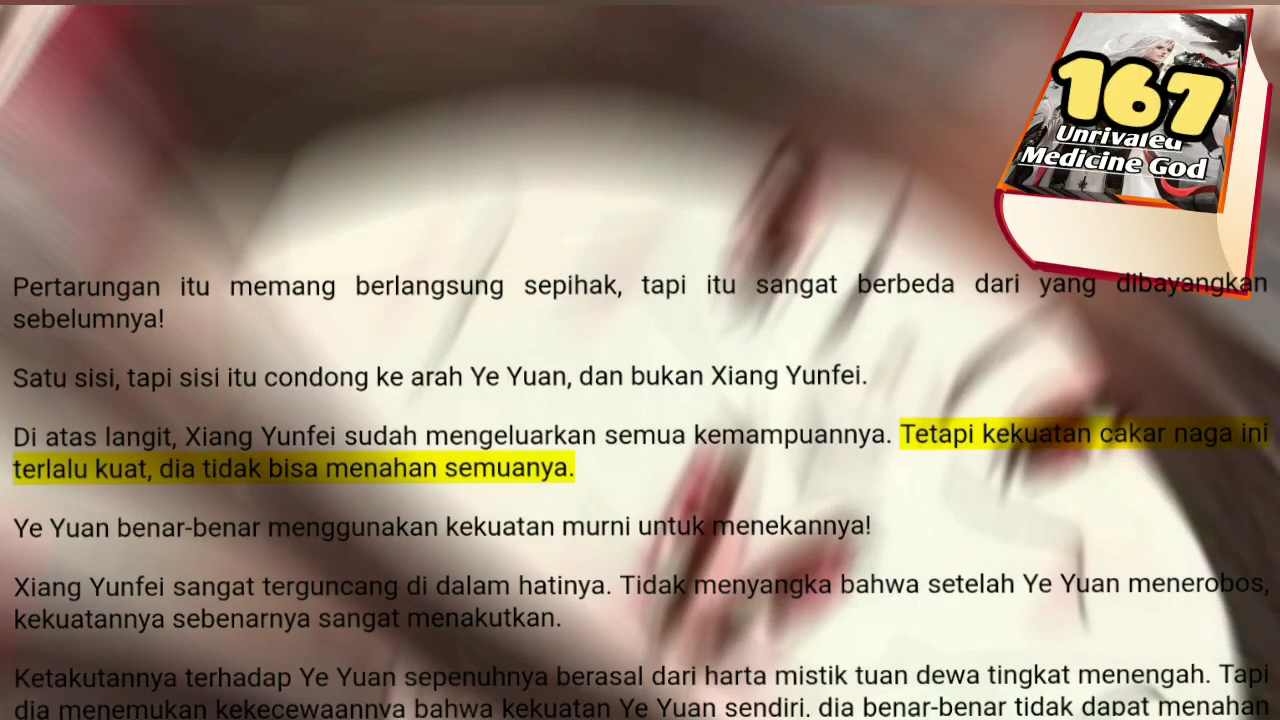 167
Unrivaled
Medicine God
Pertarungan itu memang berlangsung sepihak, tapi itu sangat berbeda dari yang dibayangkan
sebelumnya!
Satu sisi, tapi sisi itu condong ke arah Ye Yuan, dan bukan Xiang Yunfei.
Di atas langit, Xiang Yunfei sudah mengeluarkan semua kemampuannya. Tetapi kekuatan cakar naga ini
terlalu kuat, dia tidak bisa menahan semuanya.
Ye Yuan benar-benar menggunakan kekuatan murni untuk menekannya!
Xiang Yunfei sangat terguncang di dalam hatinya. Tidak menyangka bahwa setelah Ye Yuan menerobos,
kekuatannya sebenarnya sangat menakutkan.
Ketakutannya terhadap Ye Yuan sepenuhnya berasal dari harta mistik tuan dewa tingkat menengah. Tapi
dia menemukan kekecewaannya bahwa kekuatan Ye Yuan sendiri, dia benar-benar tidak dapat menahan